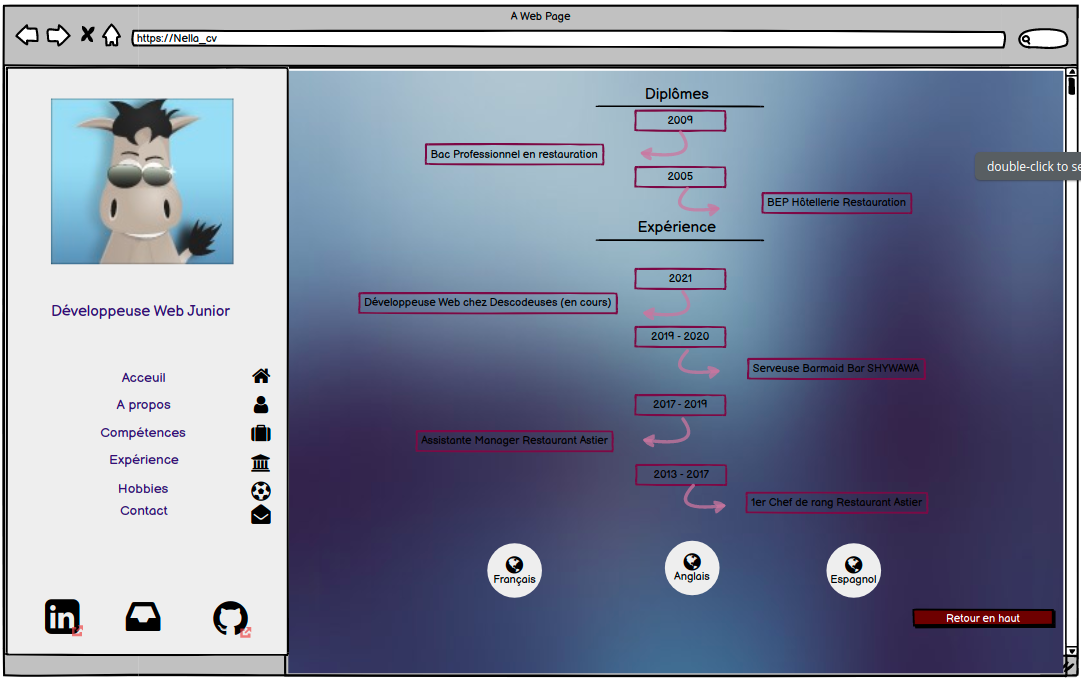 A Web Page
https://Nella_cv
Développeuse Web Junior
Acceuil
A propos
Compétences
Expérience
Hobbies
Contact
in
Diplômes
2009
Bac Professionnel en restauration
2005
BEP Hôtellerie Restauration
double-click to se
Expérience
2021
Développeuse Web chez Descodeuses (en cours)
2019 - 2020
Serveuse Barmaid Bar SHYWAWA
2017 - 2019
Assistante Manager Restaurant Astier
2013 - 2017
1er Chef de rang Restaurant Astier
Français
Anglais
Espagnol
Retour en haut